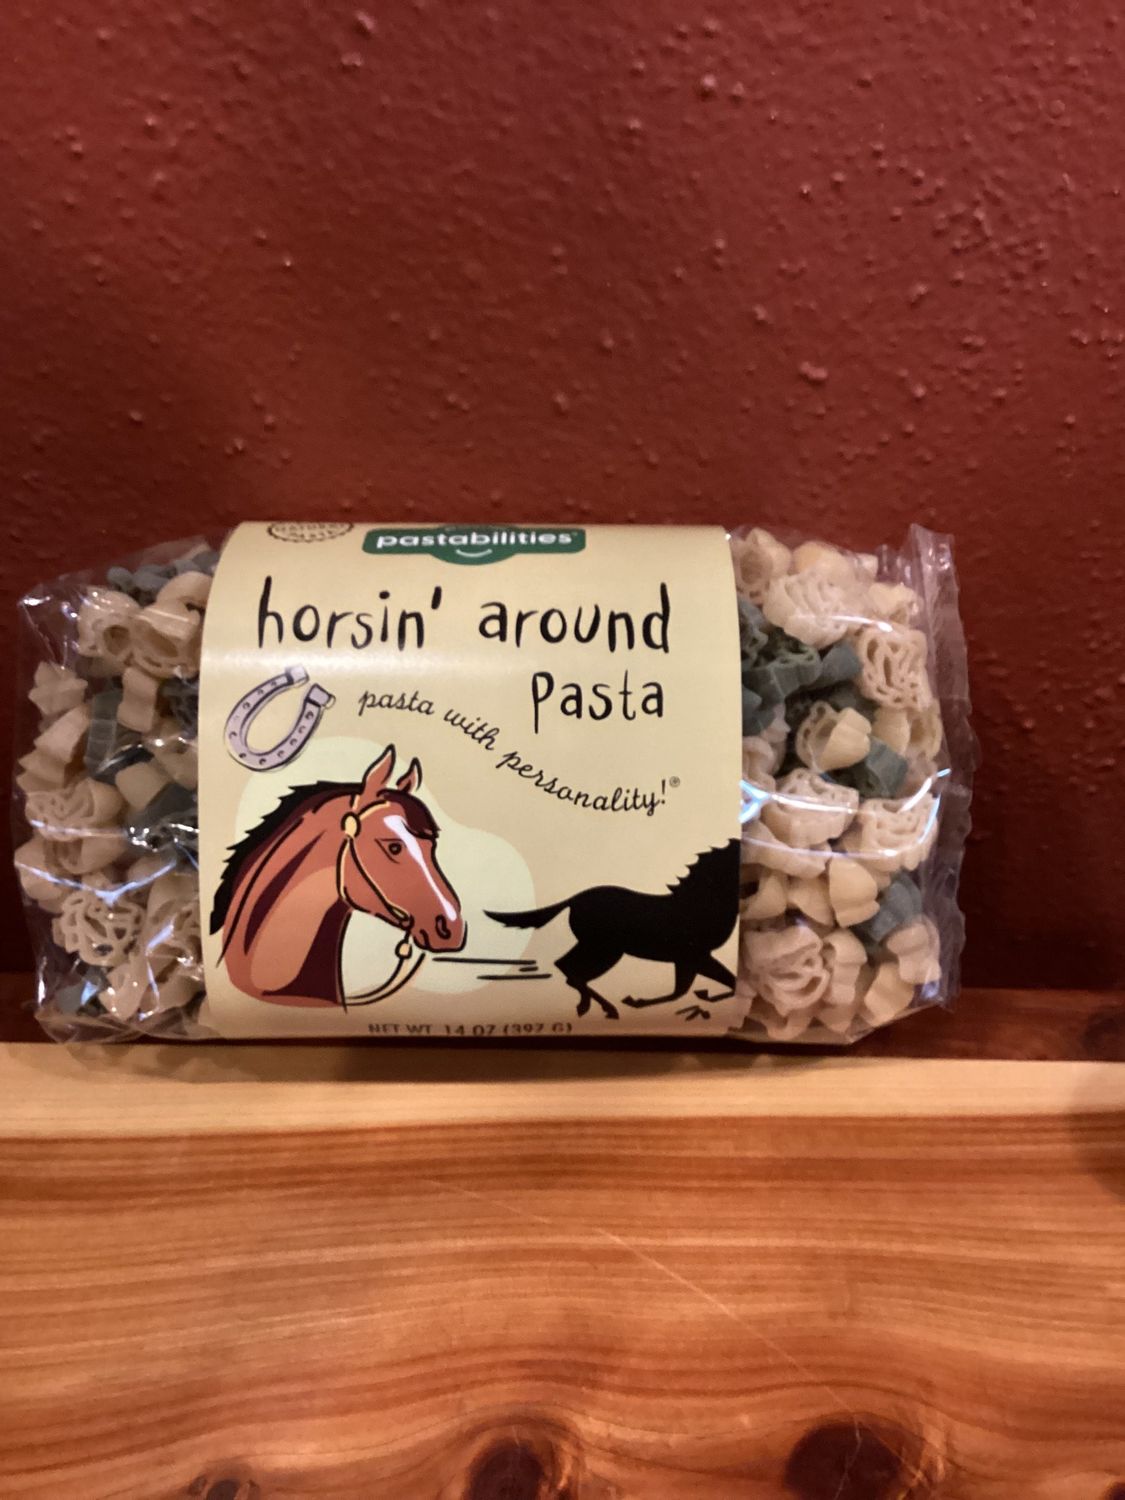 pastabilities
horsin' around
pasta
pasta with personality!®
NET WT. 14 OZ (397 G)